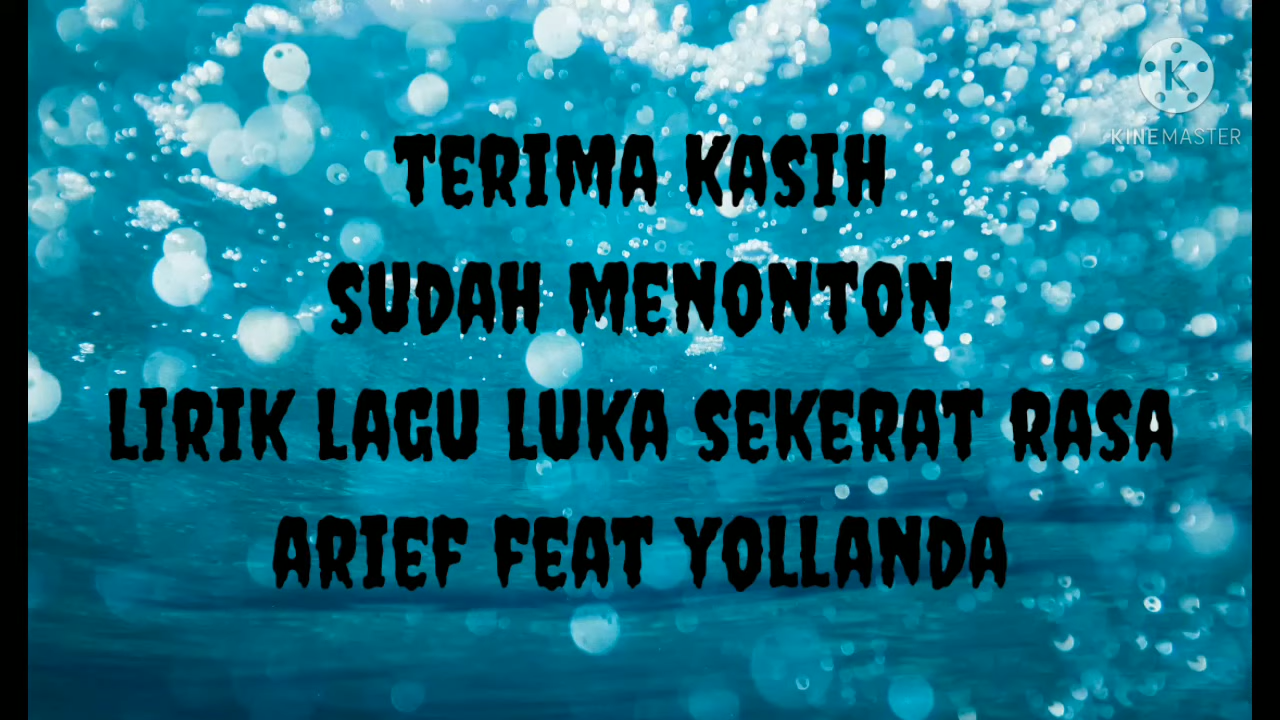 TERIMA KASIH
SUDAH MENONTON
LIRIK LAGU LUKA SEKERAT RASA
ARIEF FEAT YOLLANDA
K
KINEMASTER